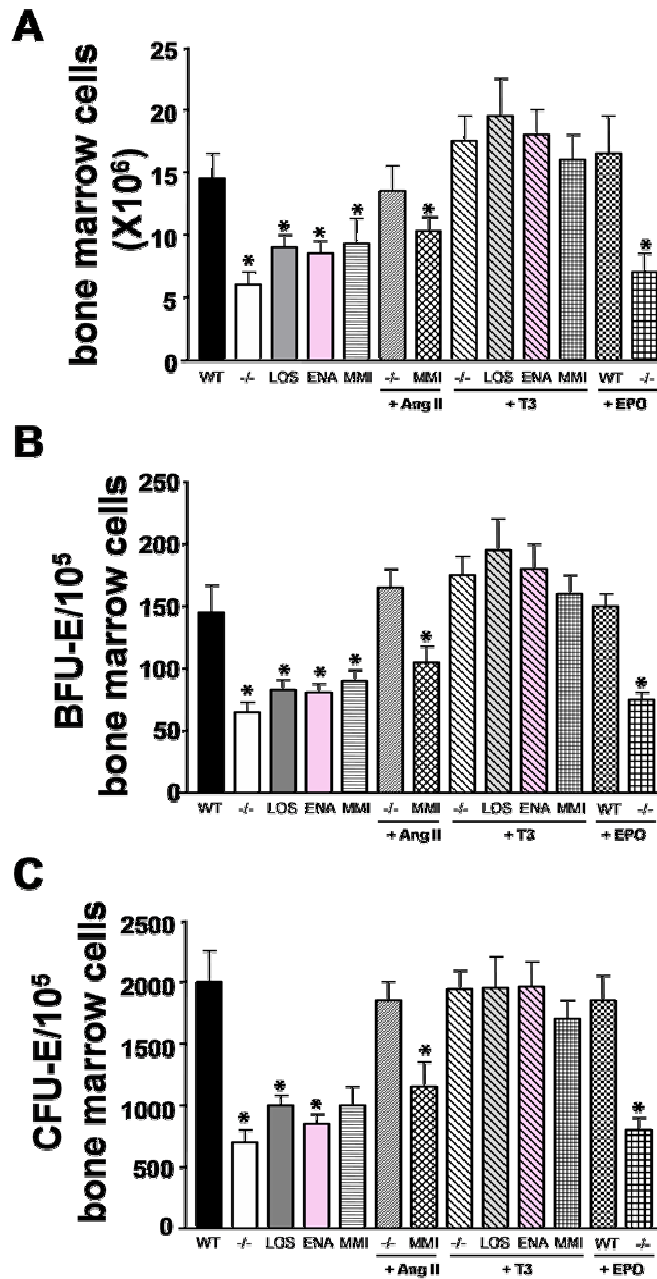 A
bone marrow cells
(X10⁶)
25
20
15
10
5
0
*
*
*
*
*
*
WT -/- LOS ENA MMI -/- MMI -/- LOS ENA MMI WT -/-
+ Ang II + T3 + EPO
B
BFU-E/10⁵
bone marrow cells
250
200
150
100
50
0
*
*
*
*
*
*
WT -/- LOS ENA MMI -/- MMI -/- LOS ENA MMI WT -/-
+ Ang II + T3 + EPO
C
CFU-E/10⁵
bone marrow cells
2500
2000
1500
1000
500
0
*
*
*
*
*
WT -/- LOS ENA MMI -/- MMI -/- LOS ENA MMI WT -/-
+ Ang II + T3 + EPO